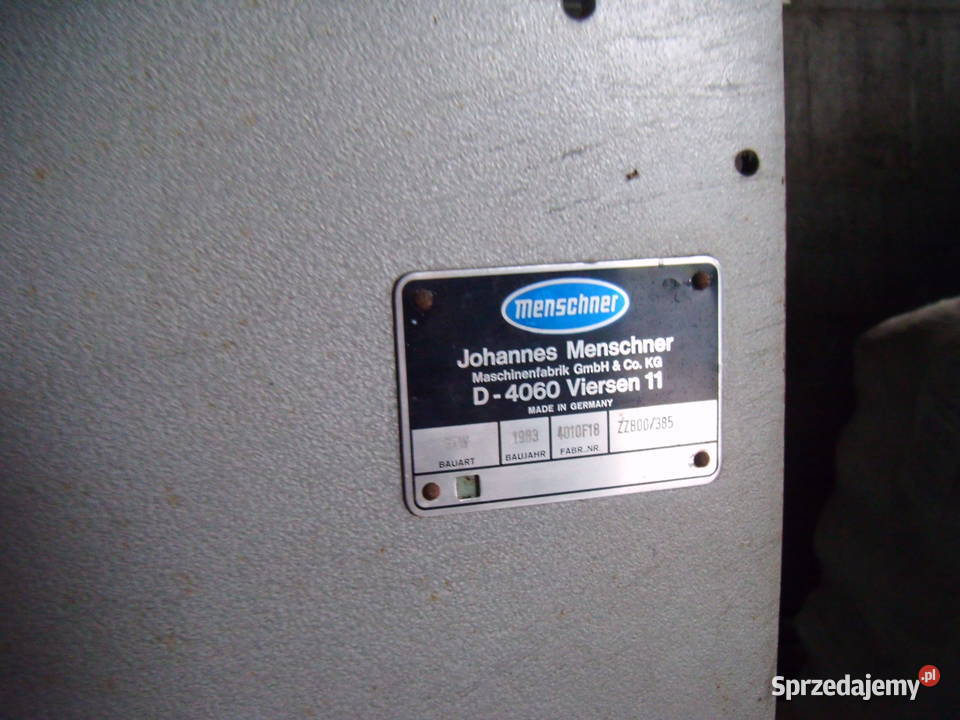 menschner
Johannes Menschner
Maschinenfabrik GmbH & Co. KG
D-4060 Viersen 11
MADE IN GERMANY
1983 4010F18 ZZB00/385
BAUART BAUJAHR FABR.NR.
Sprzedajemy.pl